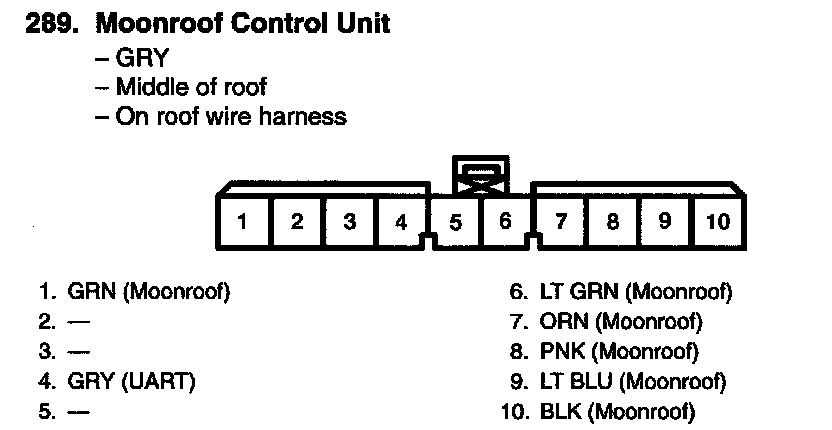 289. Moonroof Control Unit
– GRY
– Middle of roof
– On roof wire harness
1 2 3 4 5 6 7 8 9 10
1. GRN (Moonroof)
2. —
3. —
4. GRY (UART)
5. —
6. LT GRN (Moonroof)
7. ORN (Moonroof)
8. PNK (Moonroof)
9. LT BLU (Moonroof)
10. BLK (Moonroof)